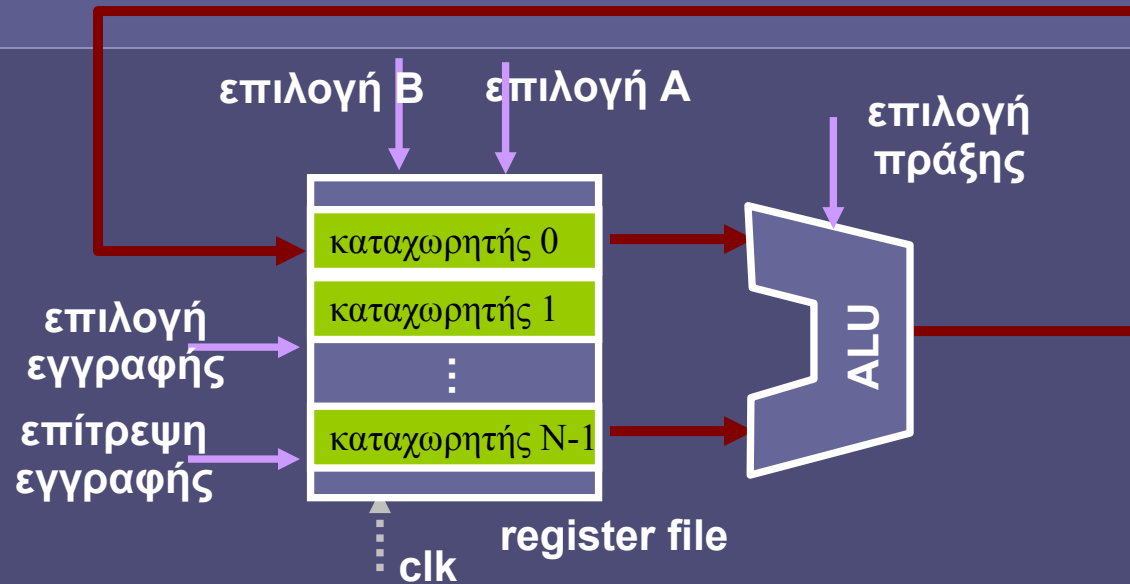 επιλογή B
επιλογή A
επιλογή
πράξης
καταχωρητής 0
καταχωρητής 1
επιλογή
εγγραφής
...
ALU
επίτρεψη
εγγραφής
καταχωρητής N-1
register file
clk